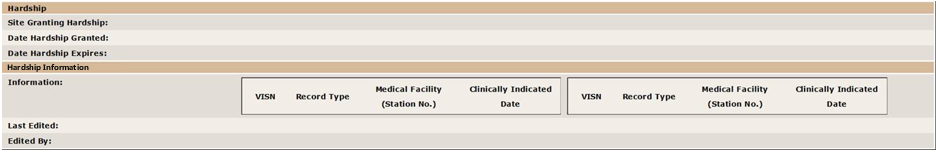 Hardship
Site Granting Hardship:
Date Hardship Granted:
Date Hardship Expires:
Hardship Information
Information:
VISN Record Type Medical Facility (Station No.) Clinically Indicated Date
VISN Record Type Medical Facility (Station No.) Clinically Indicated Date
Last Edited:
Edited By: